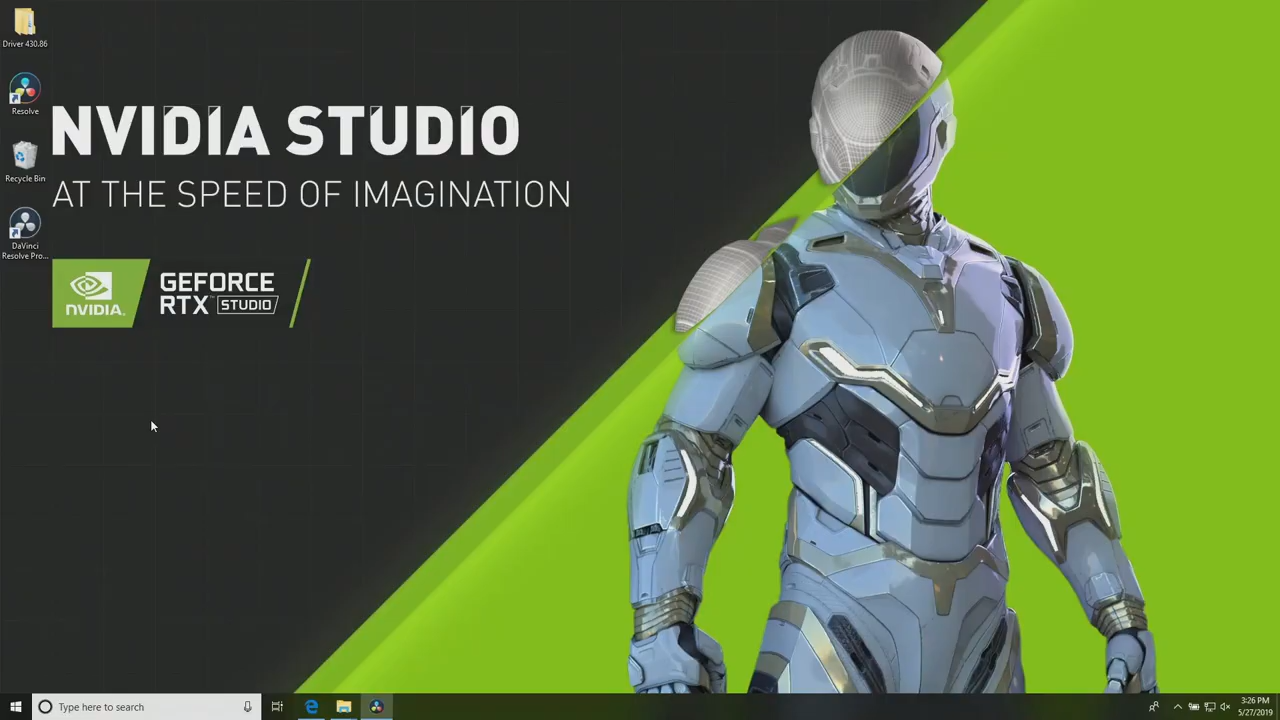 Driver 430.86
Resolve
Recycle Bin
DaVinci
Resolve Pro...
NVIDIA STUDIO
AT THE SPEED OF IMAGINATION
NVIDIA.
GEFORCE
RTX™ STUDIO
Type here to search
3:26 PM
5/27/2019